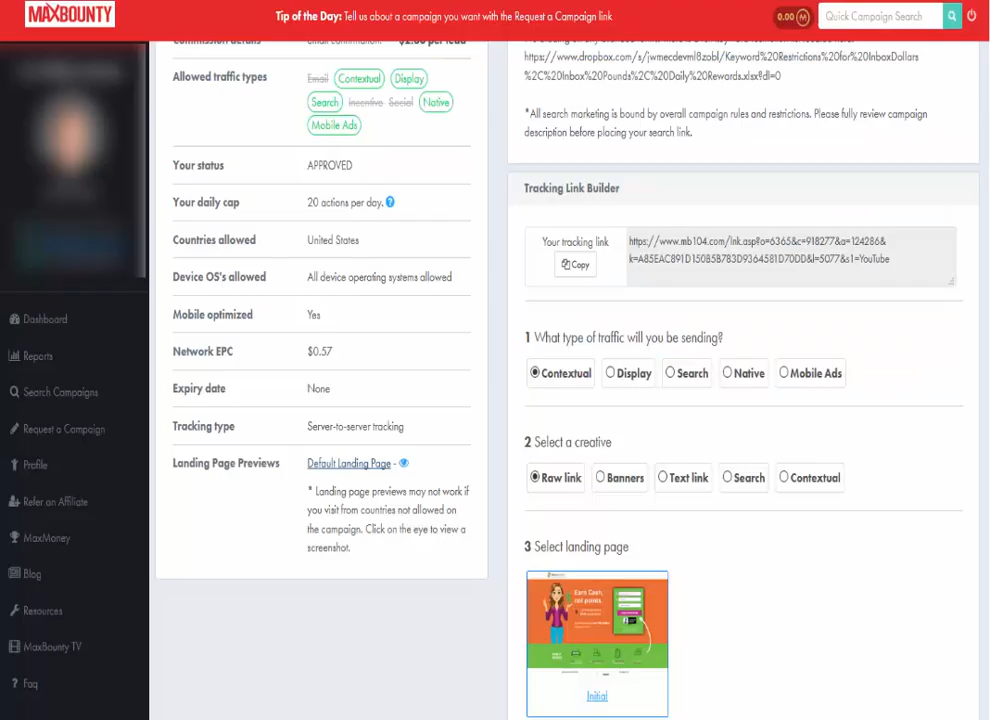 MAXBOUNTY
Tip of the Day: Tell us about a campaign you want with the Request a Campaign link
0.00 M
Quick Campaign Search
Allowed traffic types
Email Contextual Display
Search Incentive Social Native
Mobile Ads
Your status APPROVED
Your daily cap 20 actions per day. ?
Countries allowed United States
Device OS's allowed All device operating systems allowed
Mobile optimized Yes
Network EPC $0.57
Expiry date None
Tracking type Server-to-server tracking
Landing Page Previews Default Landing Page -
* Landing page previews may not work if
you visit from countries not allowed on
the campaign. Click on the eye to view a
screenshot.
Dashboard
Reports
Search Campaigns
Request a Campaign
Profile
Refer an Affiliate
MaxMoney
Blog
Resources
MaxBounty TV
? Faq
https://www.dropbox.com/s/jwmecdevml8zobl/Keyword%20Restrictions%20for%20InboxDollars
%2C%20Inbox%20Pounds%2C%20Daily%20Rewards.xlsx?dl=0
*All search marketing is bound by overall campaign rules and restrictions. Please fully review campaign
description before placing your search link.
Tracking Link Builder
Your tracking link
Copy
https://www.mb104.com/lnk.asp?o=6365&c=918277&a=124286&
k=A85EAC891D150B5B783D9364581D70DD&l=5077&s1=YouTube
1 What type of traffic will you be sending?
Contextual Display Search Native Mobile Ads
2 Select a creative
Raw link Banners Text link Search Contextual
3 Select landing page
Earn Cash,
not points.
Initial